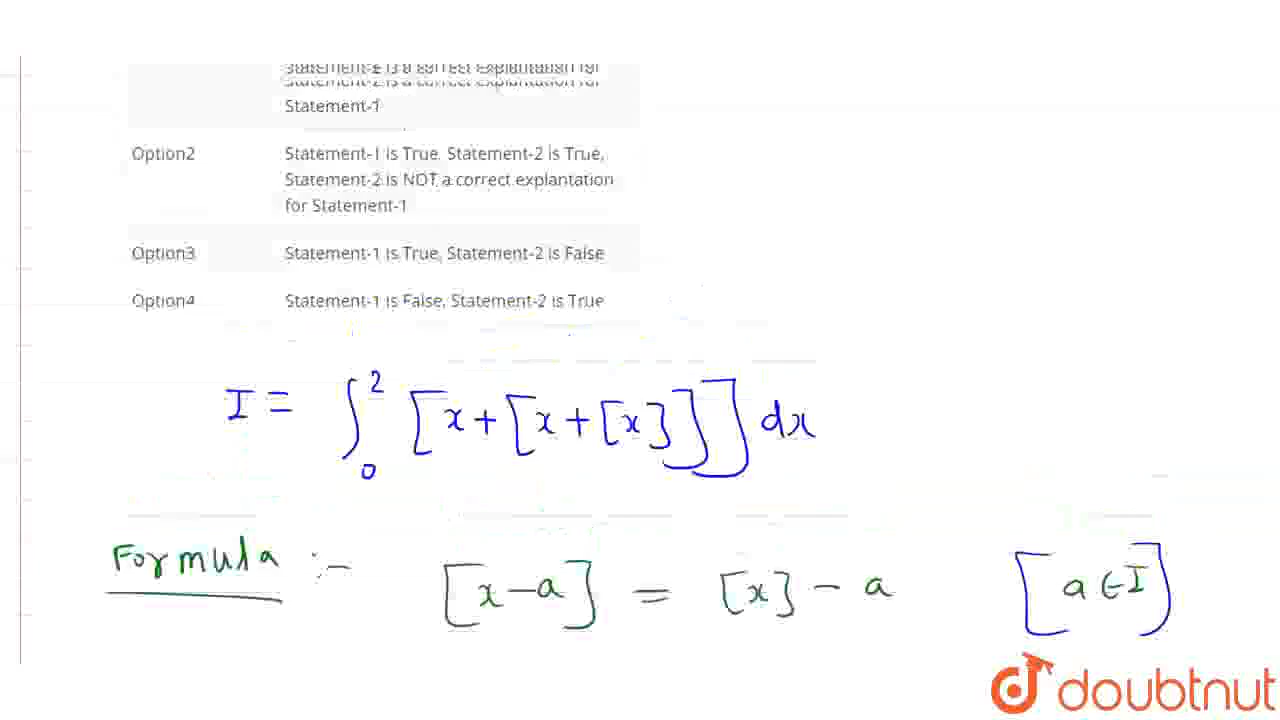 Statement-2 is a correct explantation for
Statement-1
Option2 Statement-1 is True, Statement-2 is True,
Statement-2 is NOT a correct explantation
for Statement-1
Option3 Statement-1 is True, Statement-2 is False
Option4 Statement-1 is False, Statement-2 is True
I = ∫₀² [x+[x+[x]]] dx
Formula :- [x-a] = [x] - a [a∈I]
doubtnut